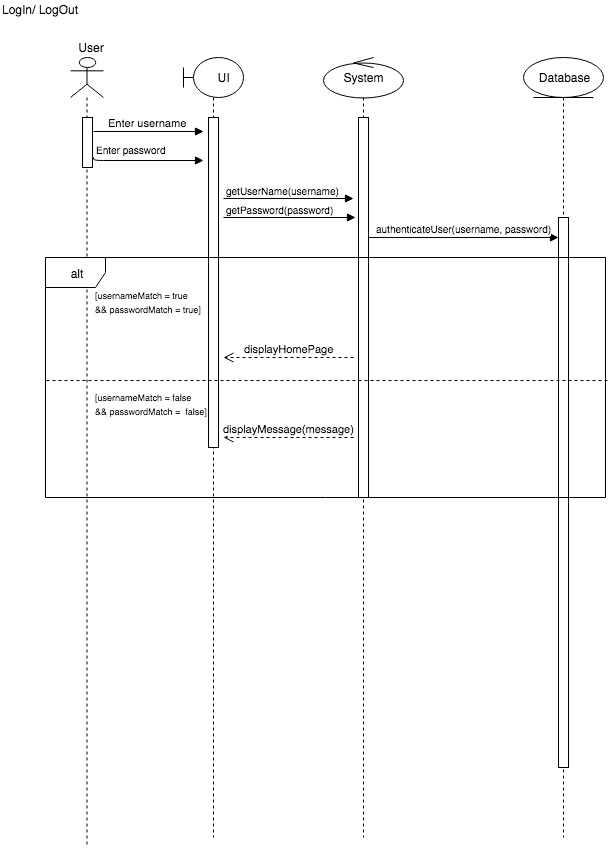 LogIn/ LogOut
User
UI
System
Database
Enter username
Enter password
getUserName(username)
getPassword(password)
authenticateUser(username, password)
alt
[usernameMatch = true
&& passwordMatch = true]
displayHomePage
[usernameMatch = false
&& passwordMatch = false]
displayMessage(message)